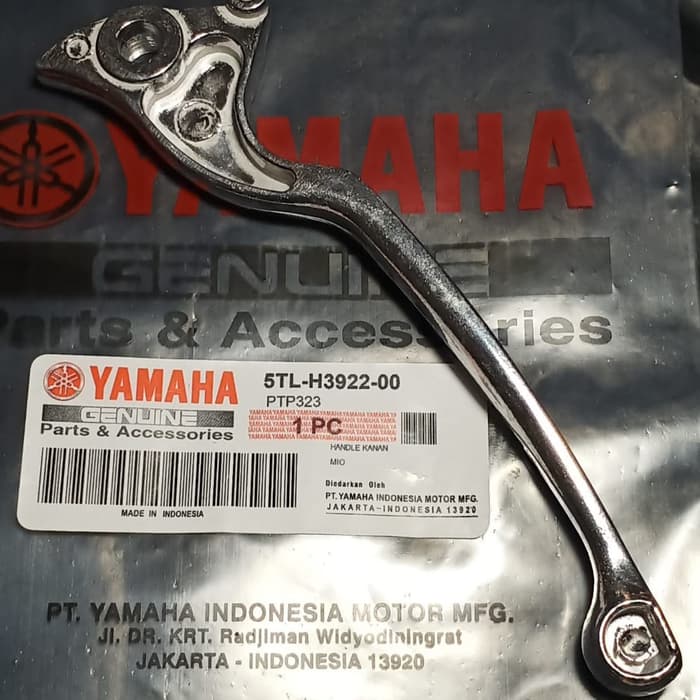 YAMAHA
GENUINE
Parts & Accessories
YAMAHA
GENUINE
Parts & Accessories
5TL-H3922-00
PTP323
1 PC
HANDLE KANAN
MIO
Diedarkan Oleh
PT. YAMAHA INDONESIA MOTOR MFG.
JAKARTA-INDONESIA 13920
MADE IN INDONESIA
PT. YAMAHA INDONESIA MOTOR MFG.
Jl. DR. KRT. Radjiman Widyodiningrat
JAKARTA - INDONESIA 13920